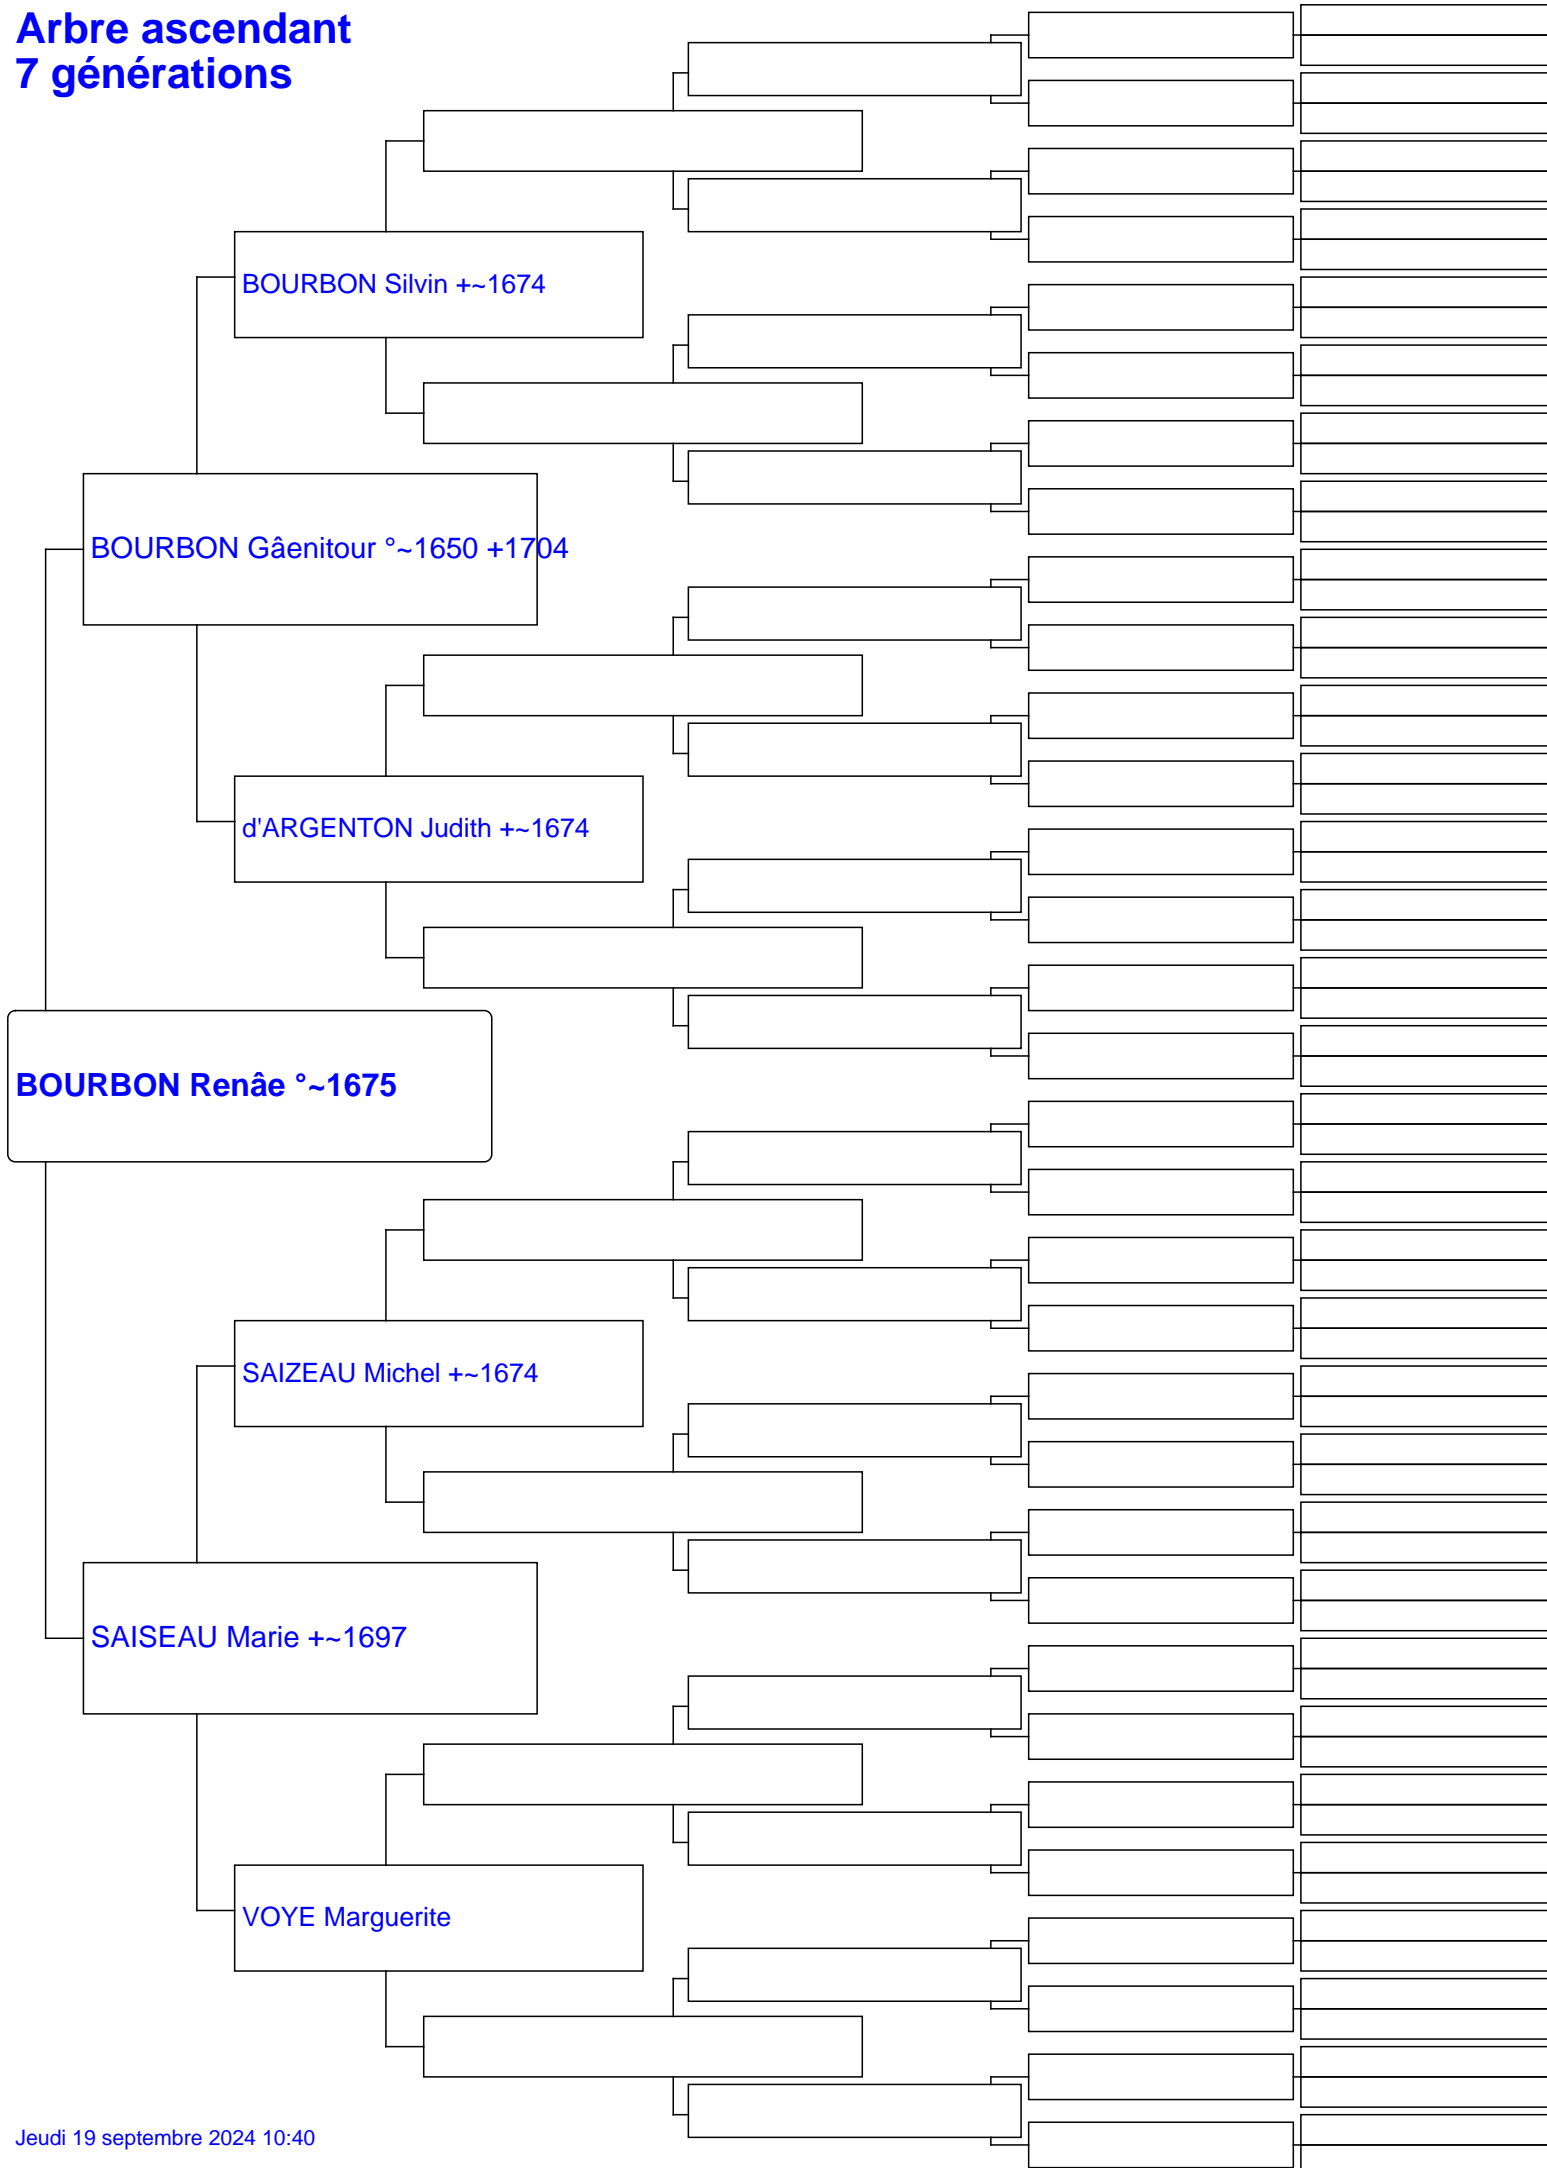 Arbre ascendant
7 générations
BOURBON Silvin +~1674
BOURBON Gâenitour °~1650 +1704
d'ARGENTON Judith +~1674
BOURBON Renâe °~1675
SAIZEAU Michel +~1674
SAISEAU Marie +~1697
VOYE Marguerite
Jeudi 19 septembre 2024 10:40